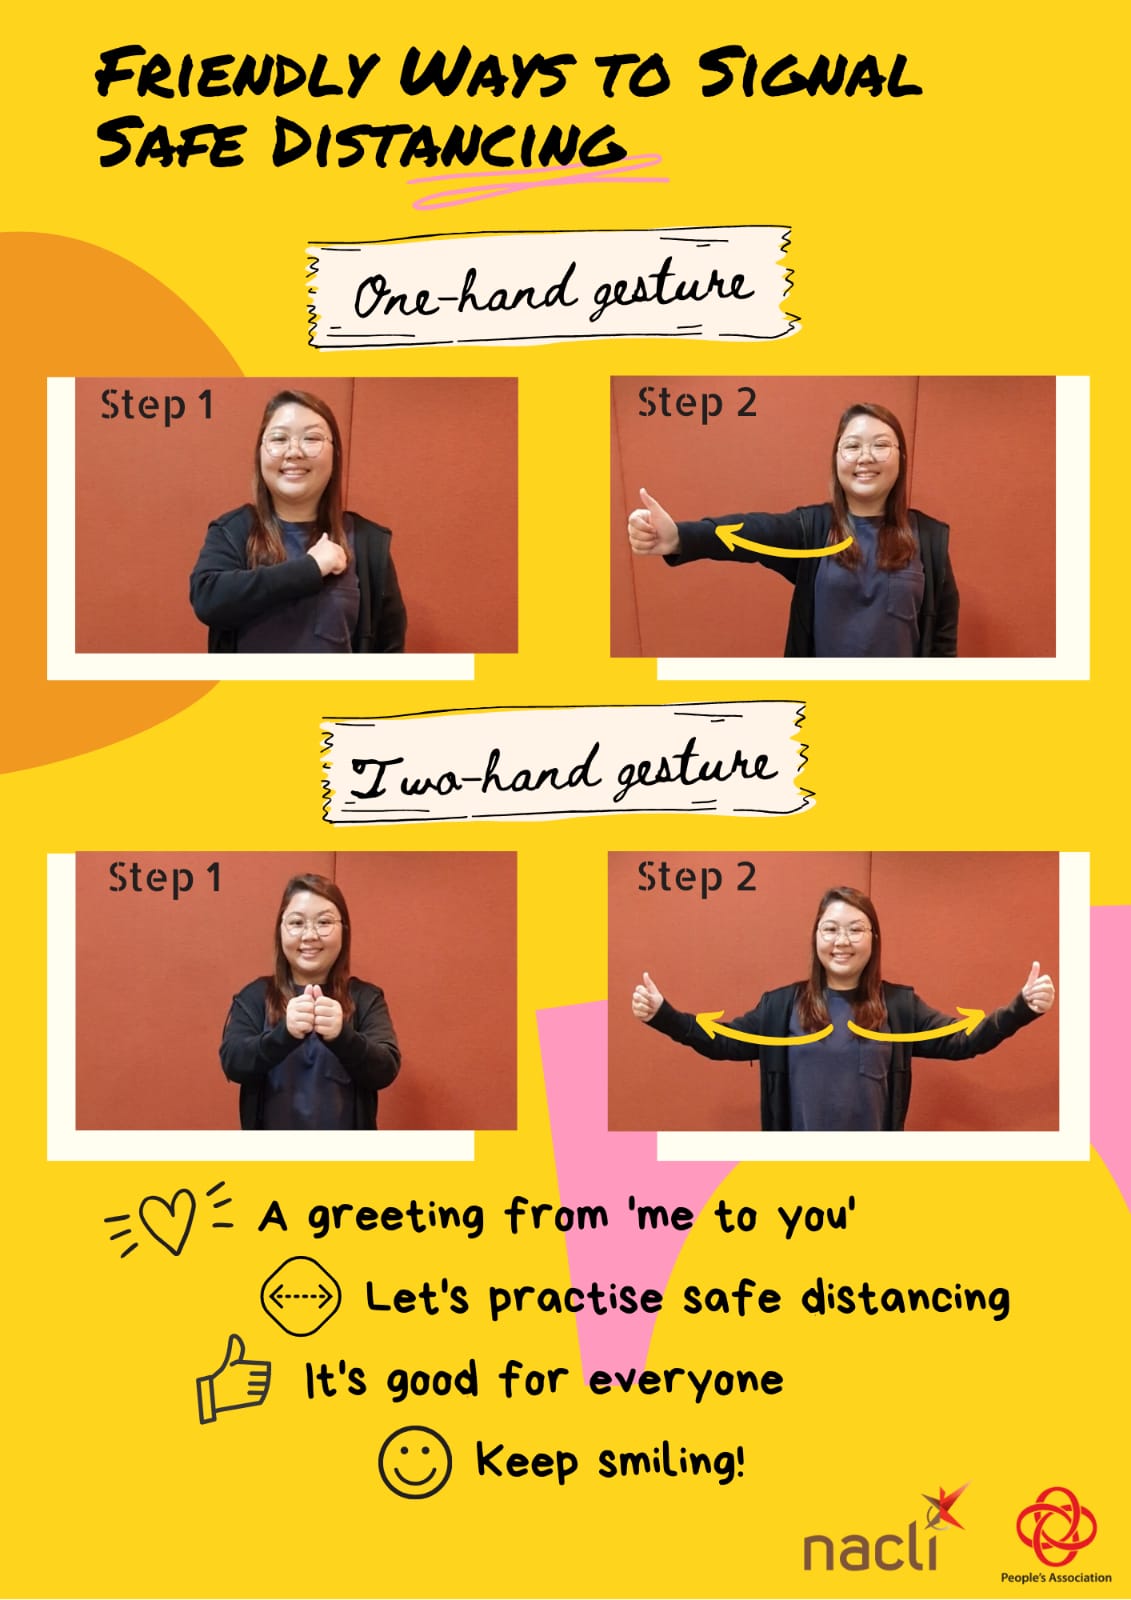 Friendly Ways to Signal
Safe Distancing
One-hand gesture
Step 1
Step 2
Two-hand gesture
Step 1
Step 2
A greeting from 'me to you'
Let's practise safe distancing
It's good for everyone
Keep smiling!
nacli
People's Association